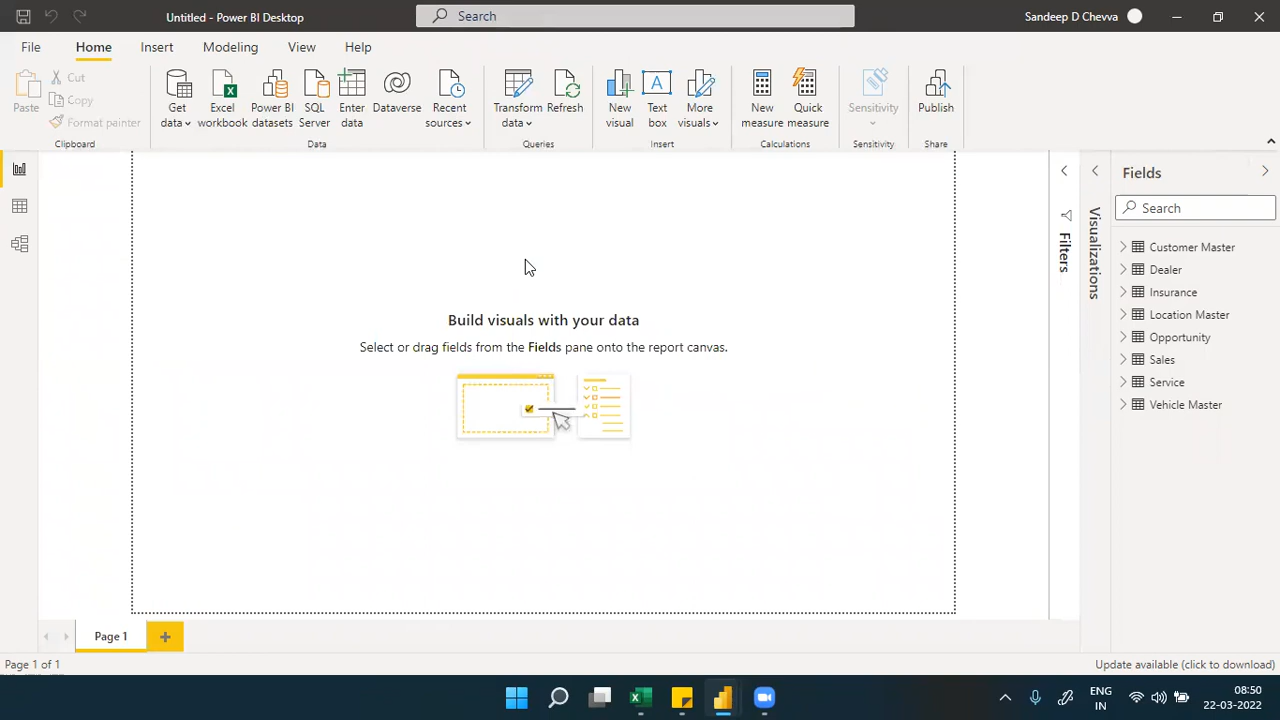 Untitled - Power BI Desktop
Search
Sandeep D Chevva
File
Home
Insert
Modeling
View
Help
Paste
Cut
Copy
Format painter
Clipboard
Get data
Excel workbook
Power BI datasets
SQL Server
Enter data
Dataverse
Recent sources
Data
Transform data
Refresh
Queries
New visual
Text box
More visuals
Insert
New measure
Quick measure
Calculations
Sensitivity
Sensitivity
Publish
Share
Filters
Visualizations
Fields
Search
Customer Master
Dealer
Insurance
Location Master
Opportunity
Sales
Service
Vehicle Master
Build visuals with your data
Select or drag fields from the Fields pane onto the report canvas.
Page 1
Page 1 of 1
Update available (click to download)
ENG
IN
08:50
22-03-2022